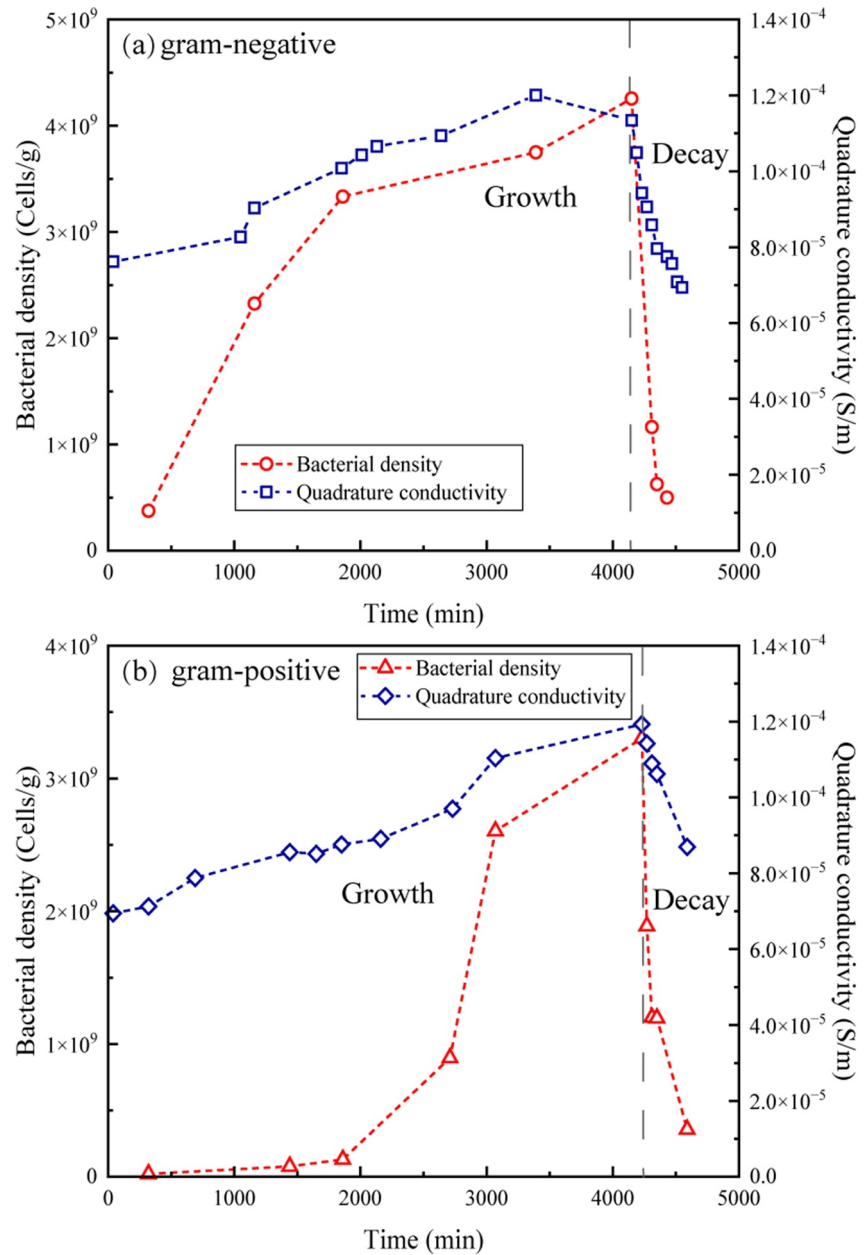 (a) gram-negative
Bacterial density (Cells/g)
5×10⁹
4×10⁹
3×10⁹
2×10⁹
1×10⁹
0
1.4×10⁻⁴
1.2×10⁻⁴
1.0×10⁻⁴
8.0×10⁻⁵
6.0×10⁻⁵
4.0×10⁻⁵
2.0×10⁻⁵
0.0
Quadrature conductivity (S/m)
Growth
Decay
Bacterial density
Quadrature conductivity
0 1000 2000 3000 4000 5000
Time (min)
(b) gram-positive
Bacterial density (Cells/g)
4×10⁹
3×10⁹
2×10⁹
1×10⁹
0
1.4×10⁻⁴
1.2×10⁻⁴
1.0×10⁻⁴
8.0×10⁻⁵
6.0×10⁻⁵
4.0×10⁻⁵
2.0×10⁻⁵
0.0
Quadrature conductivity (S/m)
Bacterial density
Quadrature conductivity
Growth
Decay
0 1000 2000 3000 4000 5000
Time (min)